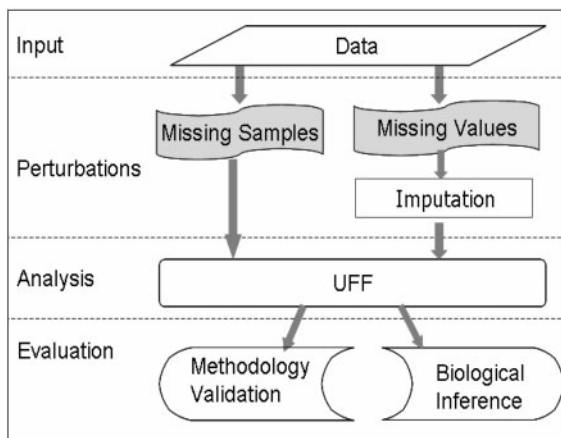 Input
Data
Missing Samples
Missing Values
Perturbations
Imputation
Analysis
UFF
Evaluation
Methodology
Validation
Biological
Inference